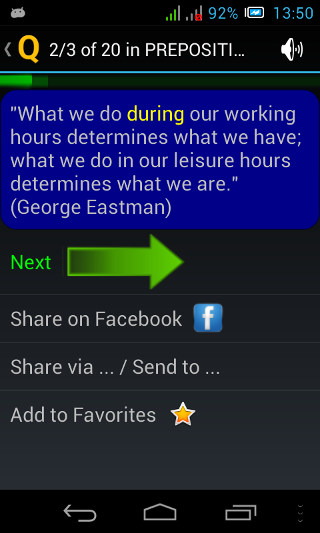 92% 13:50
Q 2/3 of 20 in PREPOSITI...
"What we do during our working
hours determines what we have;
what we do in our leisure hours
determines what we are."
(George Eastman)
Next
Share on Facebook f
Share via ... / Send to ...
Add to Favorites